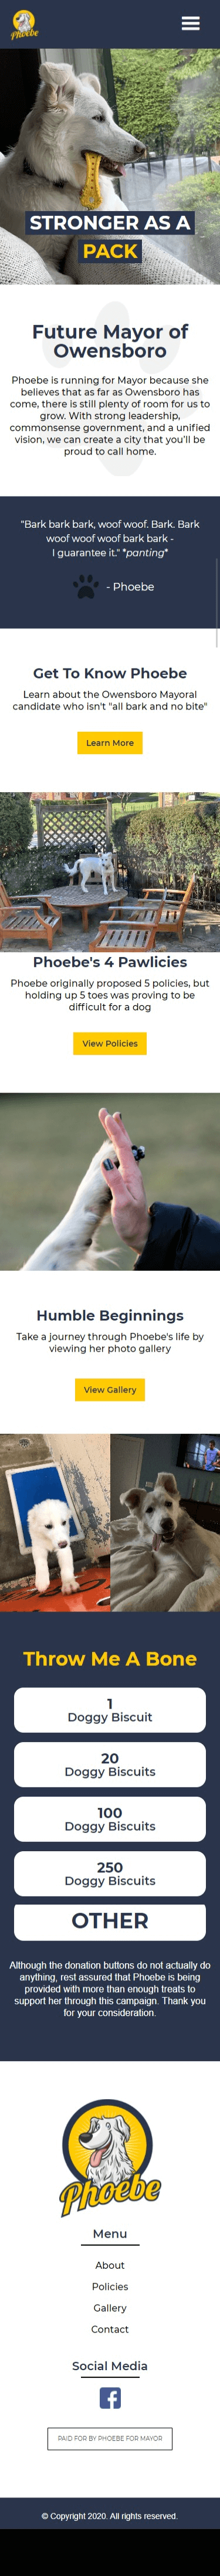 Phoebe
STRONGER AS A
PACK
Future Mayor of
Owensboro
Phoebe is running for Mayor because she
believes that as far as Owensboro has
come, there is still plenty of room for us to
grow. With strong leadership,
commonsense government, and a unified
vision, we can create a city that you'll be
proud to call home.
"Bark bark bark, woof woof. Bark. Bark
woof woof woof bark bark -
I guarantee it." *panting*
- Phoebe
Get To Know Phoebe
Learn about the Owensboro Mayoral
candidate who isn't "all bark and no bite"
Learn More
Phoebe's 4 Pawlicies
Phoebe originally proposed 5 policies, but
holding up 5 toes was proving to be
difficult for a dog
View Policies
Humble Beginnings
Take a journey through Phoebe's life by
viewing her photo gallery
View Gallery
Throw Me A Bone
1
Doggy Biscuit
20
Doggy Biscuits
100
Doggy Biscuits
250
Doggy Biscuits
OTHER
Although the donation buttons do not actually do
anything, rest assured that Phoebe is being
provided with more than enough treats to
support her through this campaign. Thank you
for your consideration.
Phoebe
Menu
About
Policies
Gallery
Contact
Social Media
PAID FOR BY PHOEBE FOR MAYOR
© Copyright 2020. All rights reserved.